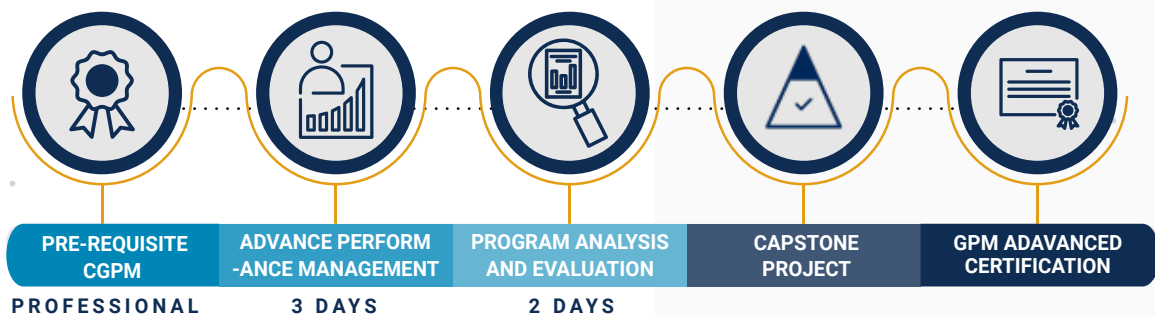 PRE-REQUISITE
CGPM
ADVANCE PERFORM
-ANCE MANAGEMENT
PROGRAM ANALYSIS
AND EVALUATION
CAPSTONE
PROJECT
GPM ADAVANCED
CERTIFICATION
PROFESSIONAL
3 DAYS
2 DAYS